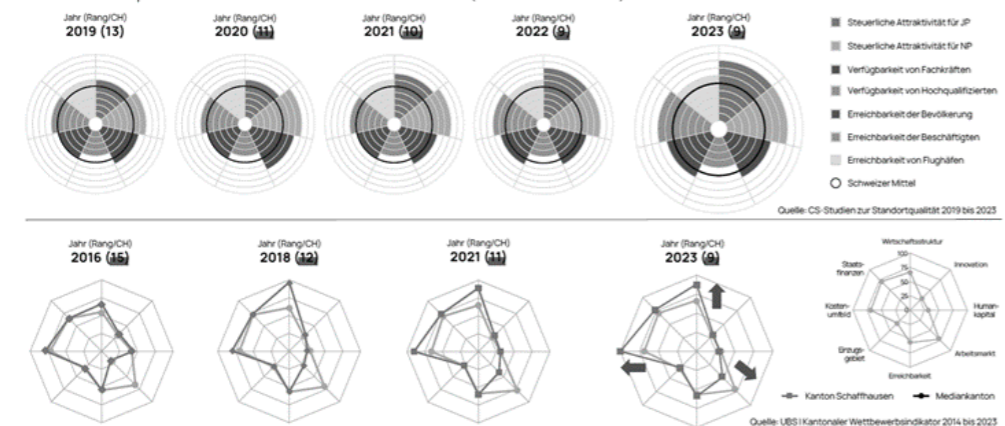 Jahr (Rang/CH)
2019 (13)
Jahr (Rang/CH)
2020 (11)
Jahr (Rang/CH)
2021 (10)
Jahr (Rang/CH)
2022 (9)
Jahr (Rang/CH)
2023 (9)
Steuerliche Attraktivität für JP
Steuerliche Attraktivität für NP
Verfügbarkeit von Fachkräften
Verfügbarkeit von Hochqualifizierten
Erreichbarkeit der Bevölkerung
Erreichbarkeit der Beschäftigten
Erreichbarkeit von Flughäfen
Schweizer Mittel
Quelle: CS-Studien zur Standortqualität 2019 bis 2023
Jahr (Rang/CH)
2016 (15)
Jahr (Rang/CH)
2018 (12)
Jahr (Rang/CH)
2021 (11)
Jahr (Rang/CH)
2023 (9)
Wirtschaftsstruktur
Innovation
Human-
kapital
Arbeitsmarkt
Erreichbarkeit
Einzugs-
gebiet
Kosten-
umfeld
Staats-
finanzen
100
75
50
25
0
Kanton Schaffhausen
Mediankanton
Quelle: UBS I Kantonaler Wettbewerbsindikator 2014 bis 2023